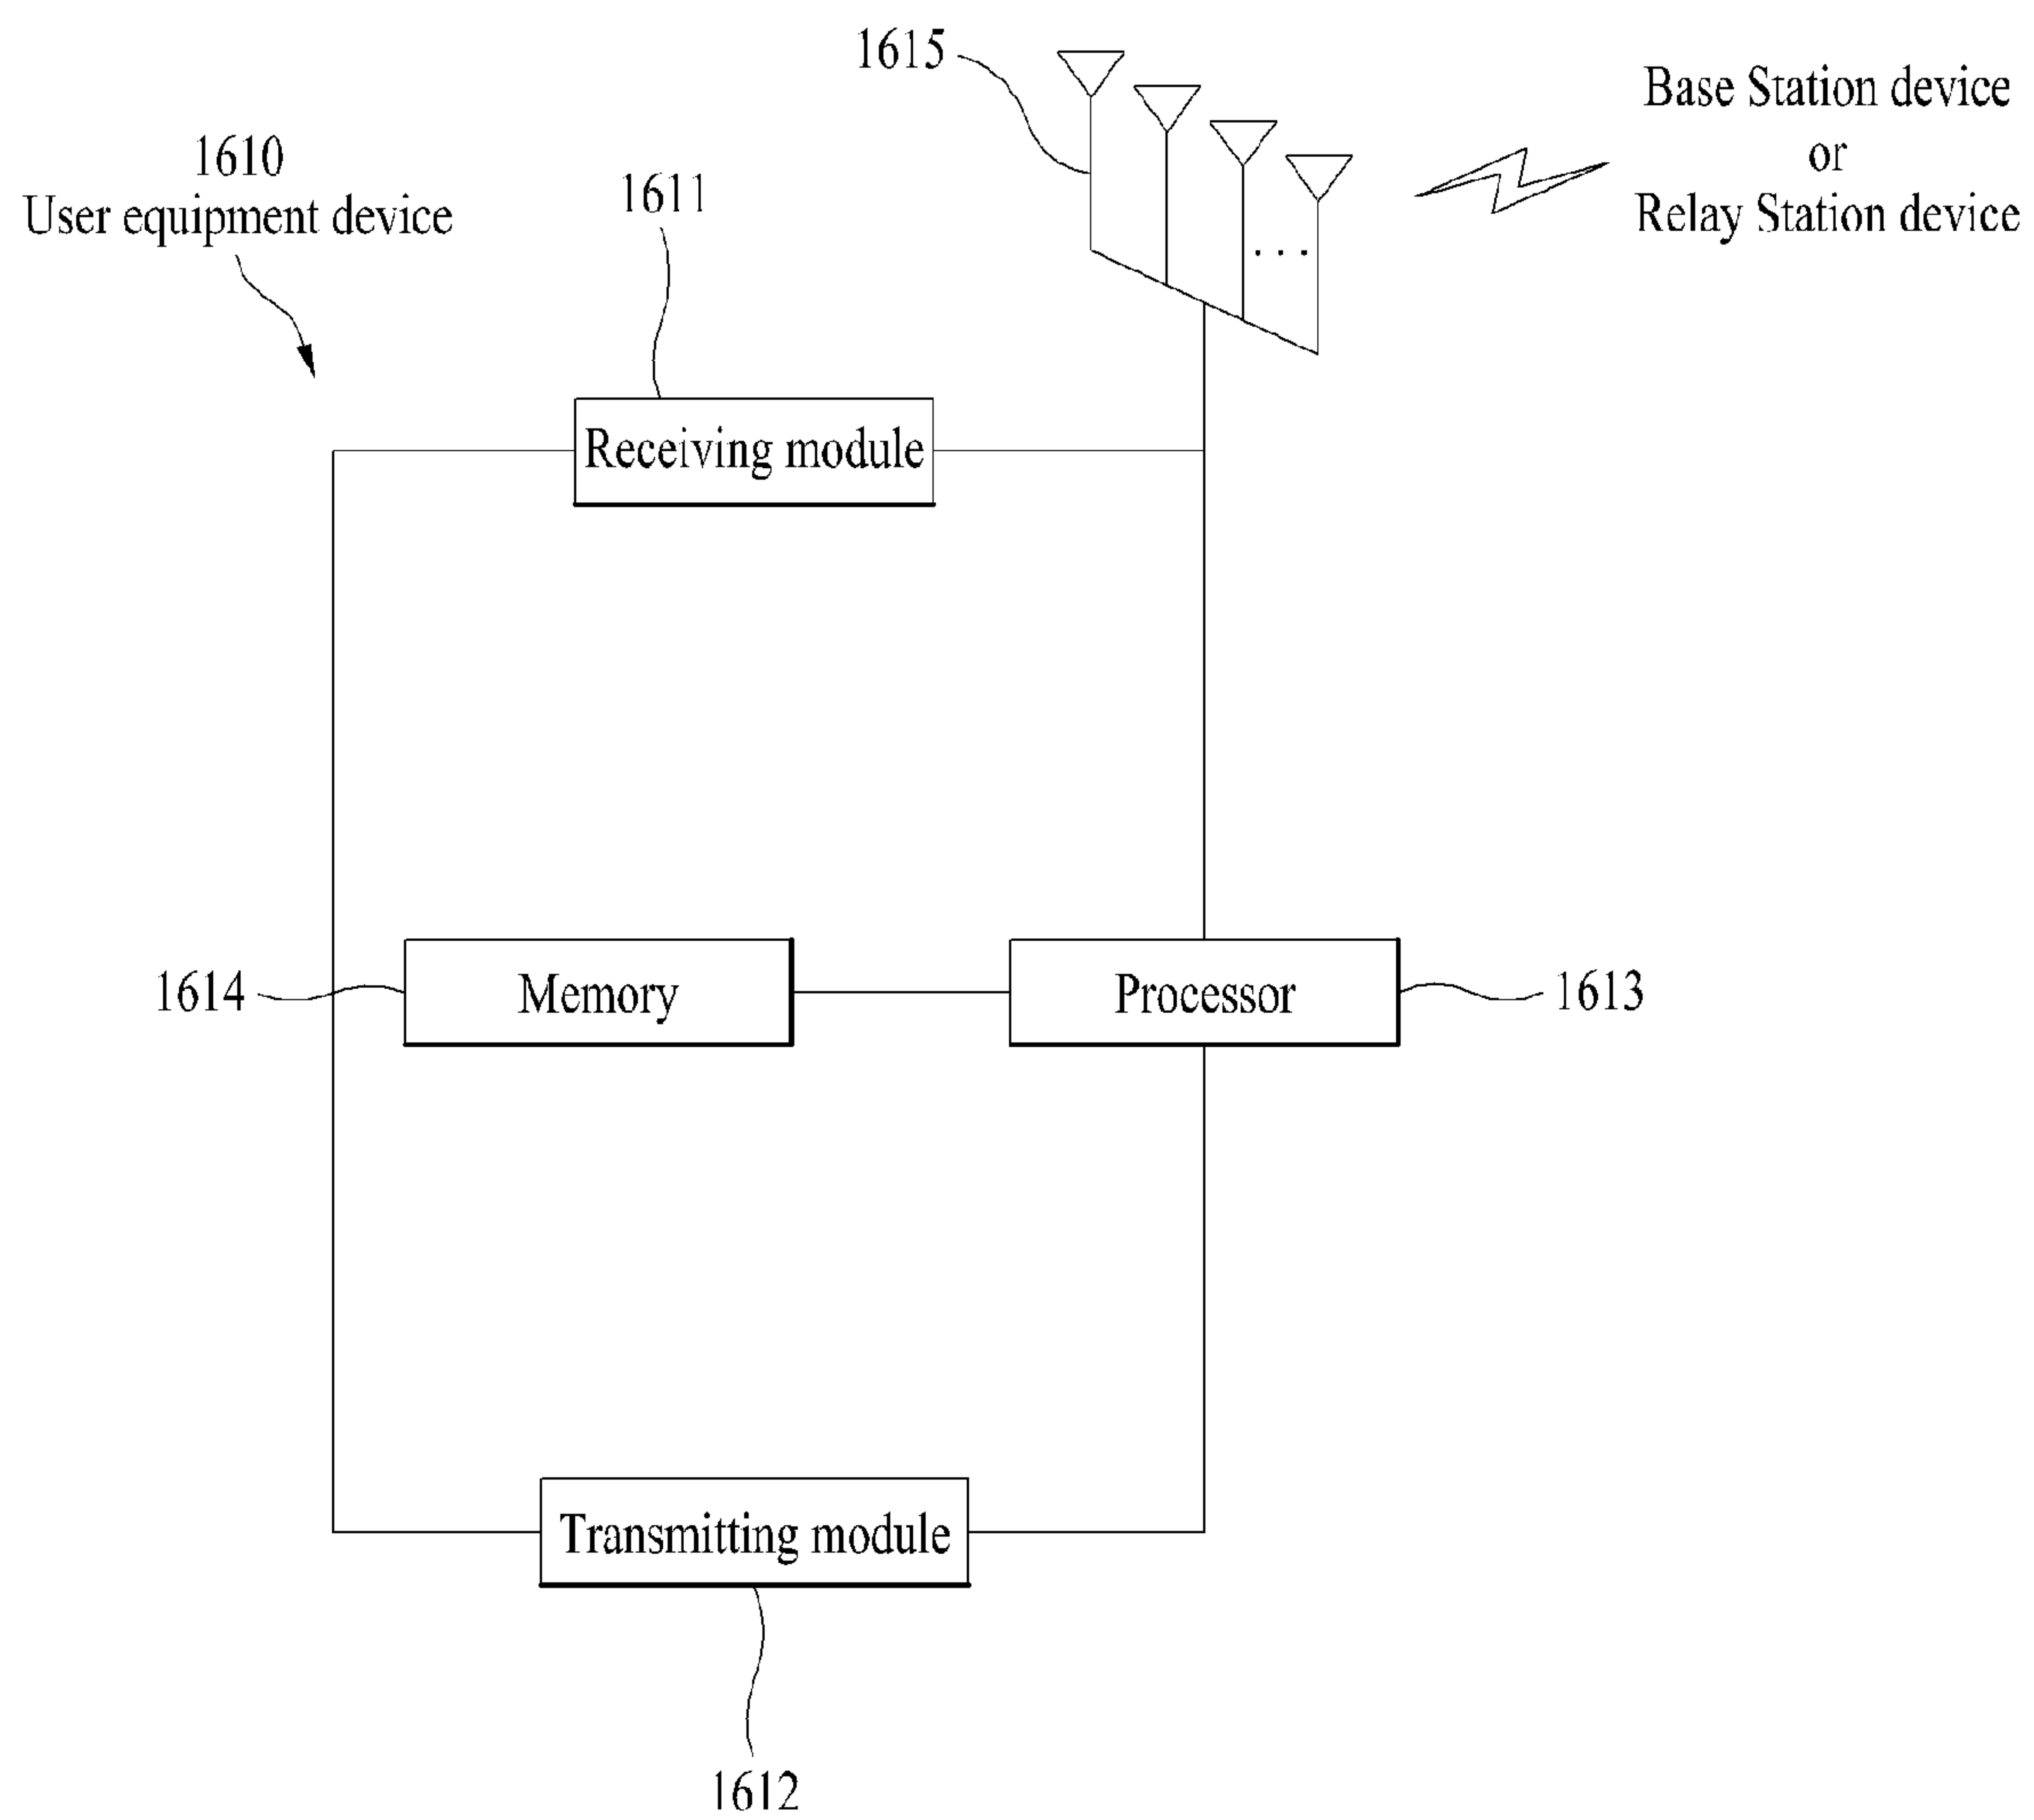 1615
Base Station device
or
Relay Station device
1610
User equipment device
1611
Receiving module
. . .
1614
Memory
Processor
1613
Transmitting module
1612